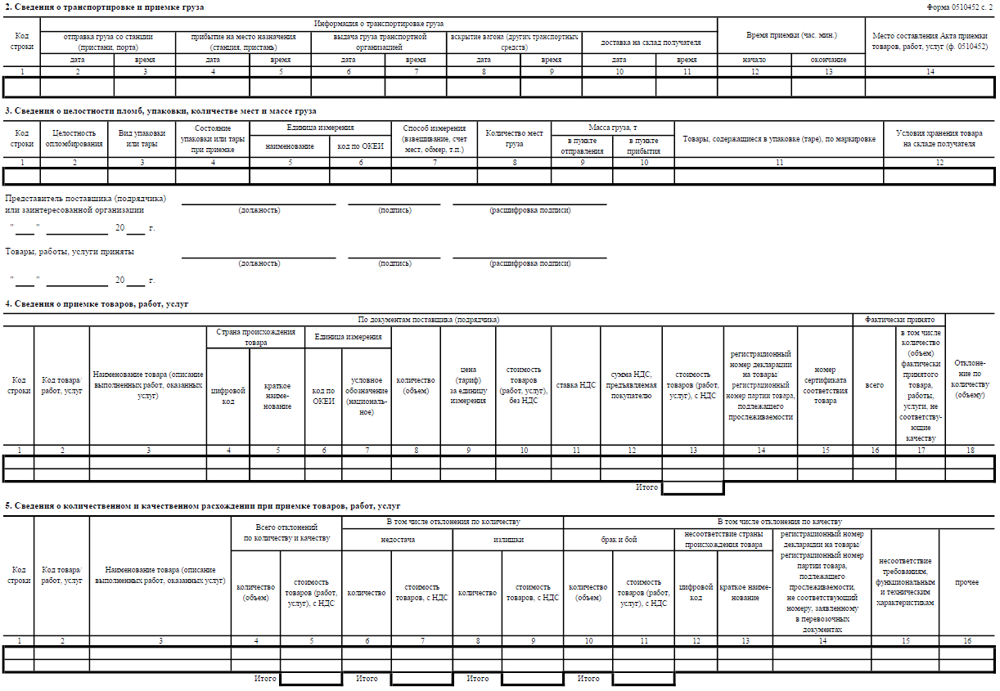 2. Сведения о транспортировке и приемке груза
Форма 0510452 с. 2
Код строки
Информация о транспортировке груза
Время приемки (час. мин.)
Место составления Акта приемки товаров, работ, услуг (ф. 0510452)
отправка груза со станции (пристани, порта)
прибытие на место назначения (станция, пристань)
выдача груза транспортной организацией
вскрытие вагона (других транспортных средств)
доставка на склад получателя
дата время дата время дата время дата время дата время начало окончание
1 2 3 4 5 6 7 8 9 10 11 12 13 14
3. Сведения о целостности пломб, упаковки, количестве мест и массе груза
Код строки
Целостность опломбирования
Вид упаковки или тары
Состояние упаковки или тары при приемке
Единица измерения
наименование
код по ОКЕИ
Способ измерения (взвешивание, счет мест, обмер, т.п.)
Количество мест груза
Масса груза, т
в пункте отправления
в пункте прибытия
Товары, содержащиеся в упаковке (таре), по маркировке
Условия хранения товара на складе получателя
1 2 3 4 5 6 7 8 9 10 11 12
Представитель поставщика (подрядчика)
или заинтересованной организации
(должность) (подпись) (расшифровка подписи)
" ___ " ________ 20 ___ г.
Товары, работы, услуги приняты
(должность) (подпись) (расшифровка подписи)
" ___ " ________ 20 ___ г.
4. Сведения о приемке товаров, работ, услуг
По документам поставщика (подрядчика)
Фактически принято
Код строки
Код товара/ работ, услуг
Наименование товара (описание выполненных работ, оказанных услуг)
Страна происхождения товара
цифровой код
краткое наиме-нование
Единица измерения
код по ОКЕИ
условное обозначение (националь-ное)
количество (объем)
цена (тариф) за единицу измерения
стоимость товаров (работ, услуг), без НДС
ставка НДС
сумма НДС, предъявляемая покупателю
стоимость товаров (работ, услуг), с НДС
регистрационный номер декларации на товары/ регистрационный номер партии товара, подлежащего прослеживаемости
номер сертификата соответствия товара
всего
в том числе количество (объем) фактически принятого товара, работы, услуги, не соответству-ющие качеству
Отклоне-ние по количеству (объему)
1 2 3 4 5 6 7 8 9 10 11 12 13 14 15 16 17 18
Итого
5. Сведения о количественном и качественном расхождении при приемке товаров, работ, услуг
Код строки
Код товара/ работ, услуг
Наименование товара (описание выполненных работ, оказанных услуг)
Всего отклонений по количеству и качеству
количество (объем)
стоимость товаров (работ, услуг), с НДС
В том числе отклонения по количеству
недостача
количество
стоимость товаров, с НДС
излишки
количество
стоимость товаров, с НДС
В том числе отклонения по качеству
брак и бой
количество (объем)
стоимость товаров (работ, услуг), с НДС
несоответствие страны происхождения товара
цифровой код
краткое наиме-нование
регистрационный номер декларации на товары/ регистрационный номер партии товара, подлежащего прослеживаемости, не соответствующий номеру, заявленному в перевозочных документах
несоответствие требованиям, функциональным и техническим характеристикам
прочее
1 2 3 4 5 6 7 8 9 10 11 12 13 14 15 16
Итого Итого Итого Итого